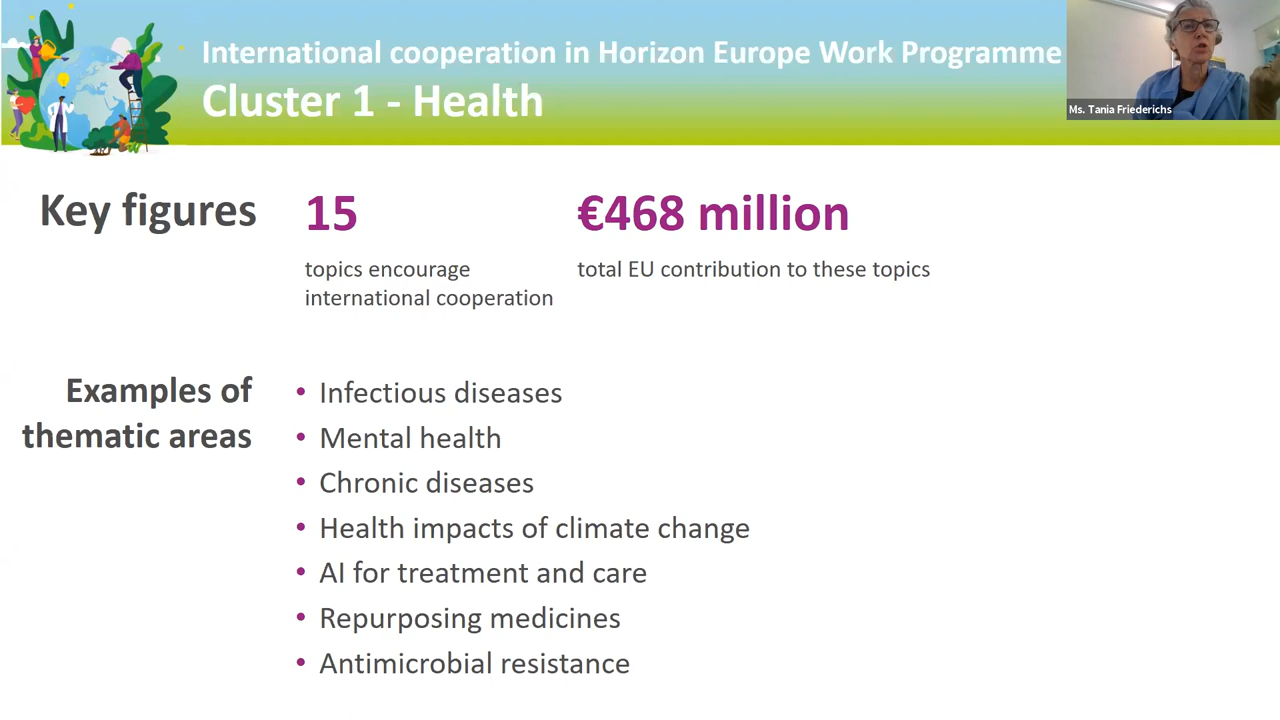 International cooperation in Horizon Europe Work Programme
Cluster 1 - Health
Ms. Tania Friederichs
Key figures
15
€468 million
topics encourage
international cooperation
total EU contribution to these topics
Examples of
thematic areas
• Infectious diseases
• Mental health
• Chronic diseases
• Health impacts of climate change
• AI for treatment and care
• Repurposing medicines
• Antimicrobial resistance